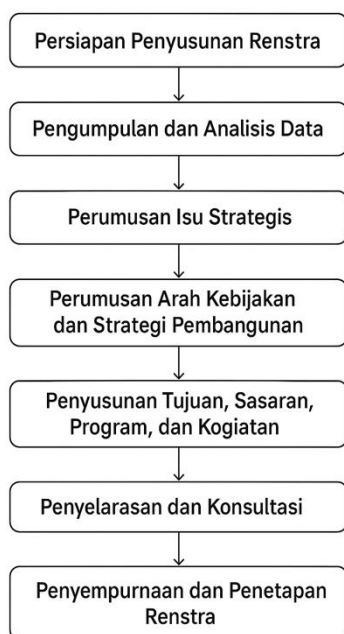 Persiapan Penyusunan Renstra
Pengumpulan dan Analisis Data
Perumusan Isu Strategis
Perumusan Arah Kebijakan
dan Strategi Pembangunan
Penyusunan Tujuan, Sasaran,
Program, dan Kogiatan
Penyelarasan dan Konsultasi
Penyempurnaan dan Penetapan
Renstra